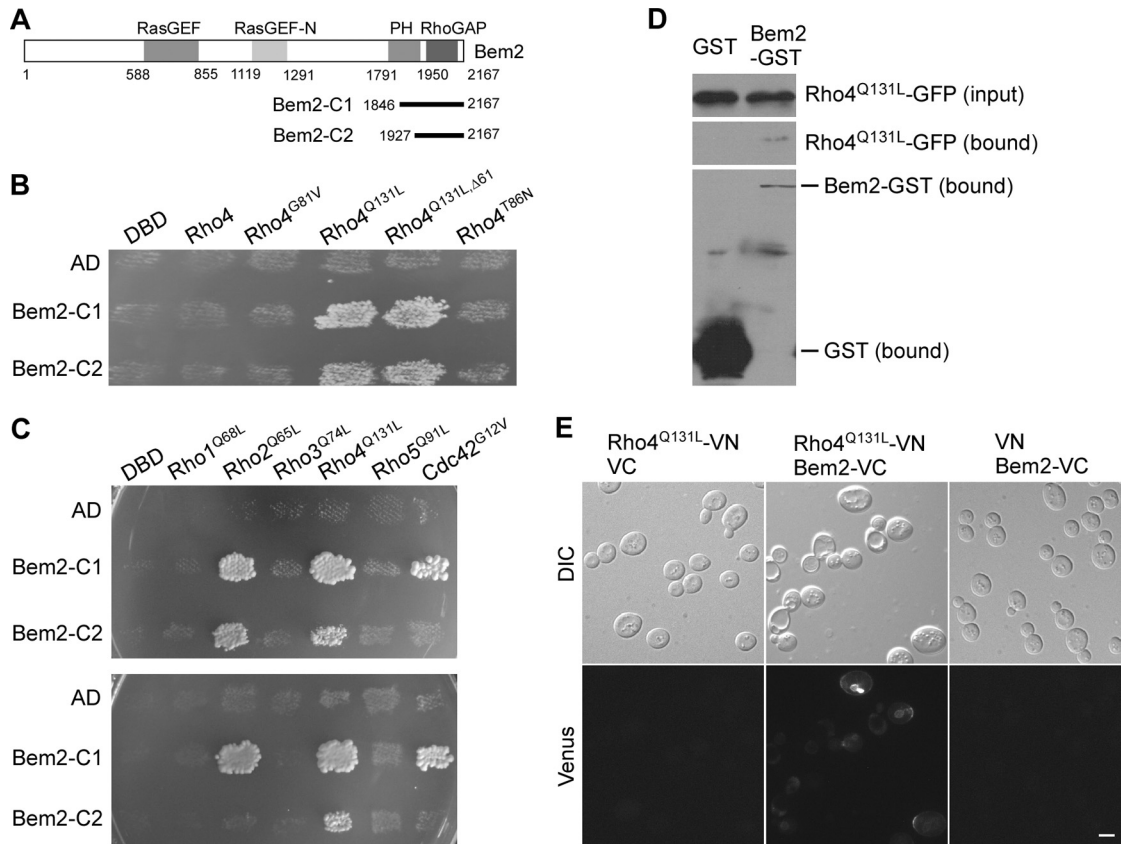 A
RasGEF RasGEF-N PH RhoGAP
Bem2
1 588 855 1119 1291 1791 1950 2167
Bem2-C1 1846 2167
Bem2-C2 1927 2167
B
DBD Rho4 Rho4G81V Rho4Q131L Rho4Q131L,Δ61 Rho4T86N
AD
Bem2-C1
Bem2-C2
C
DBD Rho1Q68L Rho2Q65L Rho3Q74L Rho4Q131L Rho5Q91L Cdc42G12V
AD
Bem2-C1
Bem2-C2
AD
Bem2-C1
Bem2-C2
D
GST Bem2
-GST
Rho4Q131L-GFP (input)
Rho4Q131L-GFP (bound)
Bem2-GST (bound)
GST (bound)
E
Rho4Q131L-VN Rho4Q131L-VN VN
VC Bem2-VC Bem2-VC
DIC
Venus